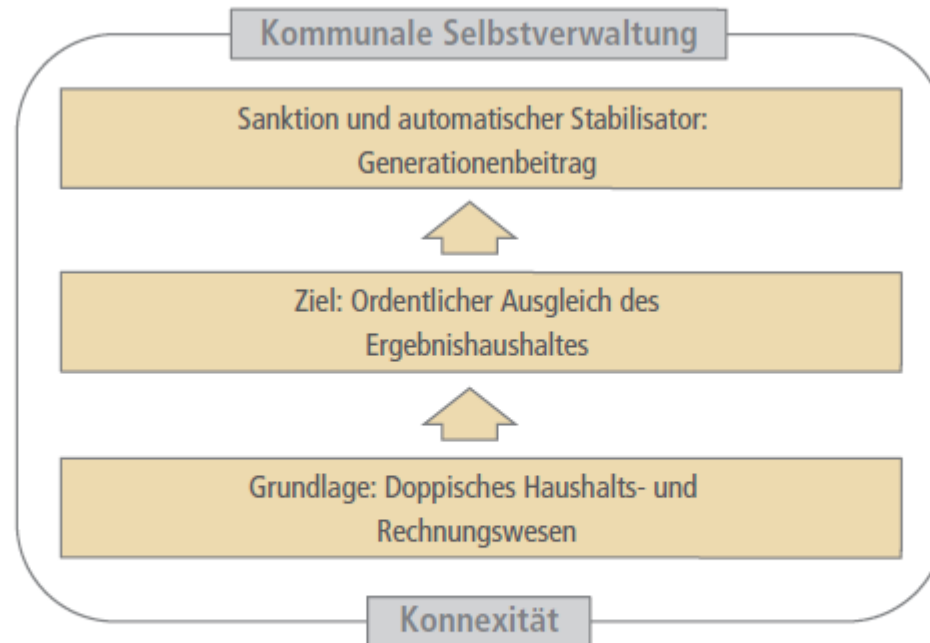 Kommunale Selbstverwaltung
Sanktion und automatischer Stabilisator:
Generationenbeitrag
Ziel: Ordentlicher Ausgleich des
Ergebnishaushaltes
Grundlage: Doppisches Haushalts- und
Rechnungswesen
Konnexität